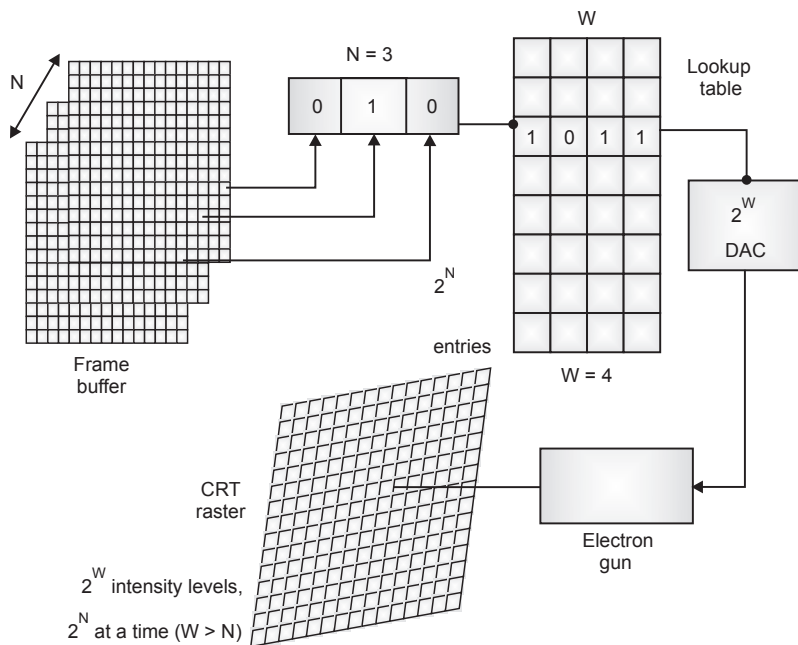 W
N = 3
N
Lookup
table
0 1 0
1 0 1 1
2^W
DAC
2^N
entries
Frame
buffer
W = 4
CRT
raster
Electron
gun
2^W intensity levels,
2^N at a time (W > N)